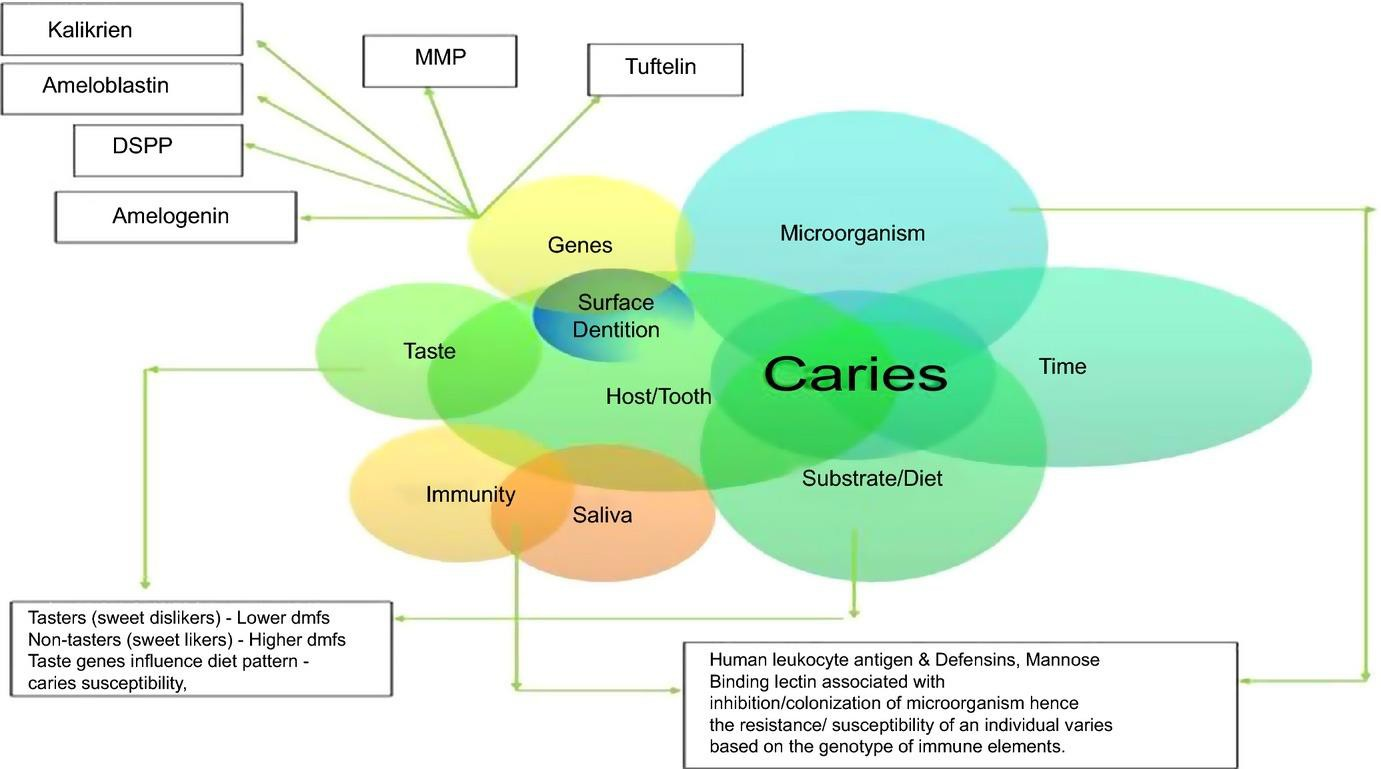 Kalikrien
MMP
Tuftelin
Ameloblastin
DSPP
Amelogenin
Genes
Microorganism
Surface
Dentition
Taste
Host/Tooth
Caries
Time
Immunity
Saliva
Substrate/Diet
Tasters (sweet dislikers) - Lower dmfs
Non-tasters (sweet likers) - Higher dmfs
Taste genes influence diet pattern -
caries susceptibility,
Human leukocyte antigen & Defensins, Mannose
Binding lectin associated with
inhibition/colonization of microorganism hence
the resistance/ susceptibility of an individual varies
based on the genotype of immune elements.